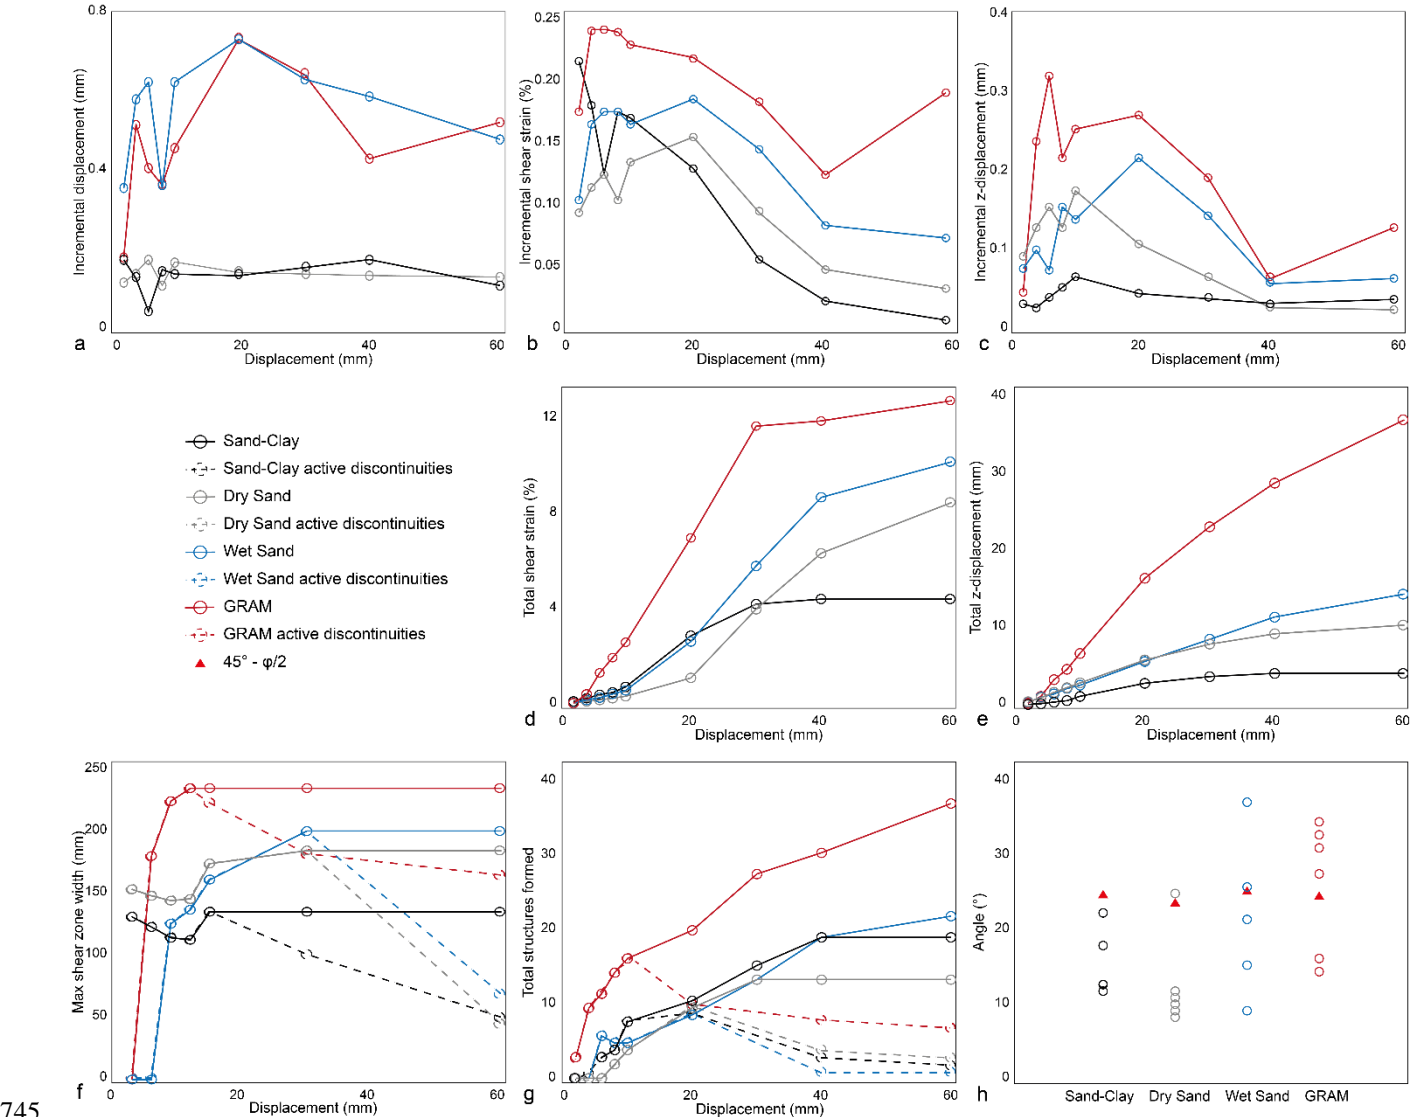 0.8
0.4
0
Incremental displacement (mm)
a
0
20
40
60
Displacement (mm)
0.25
0.20
0.15
0.10
0.05
0
Incremental shear strain (%)
b
0
20
40
60
Displacement (mm)
0.4
0.2
0.1
0
Incremental z-displacement (mm)
c
0
20
40
60
Displacement (mm)
Sand-Clay
Sand-Clay active discontinuities
Dry Sand
Dry Sand active discontinuities
Wet Sand
Wet Sand active discontinuities
GRAM
GRAM active discontinuities
45° - φ/2
12
8
4
0
Total shear strain (%)
d
0
20
40
60
Displacement (mm)
40
30
20
10
0
Total z-displacement (mm)
e
0
20
40
60
Displacement (mm)
250
200
150
100
50
0
Max shear zone width (mm)
f
0
20
40
60
Displacement (mm)
40
30
20
10
0
Total structures formed
g
0
20
40
60
Displacement (mm)
40
30
20
10
0
Angle (°)
h
Sand-Clay
Dry Sand
Wet Sand
GRAM
745